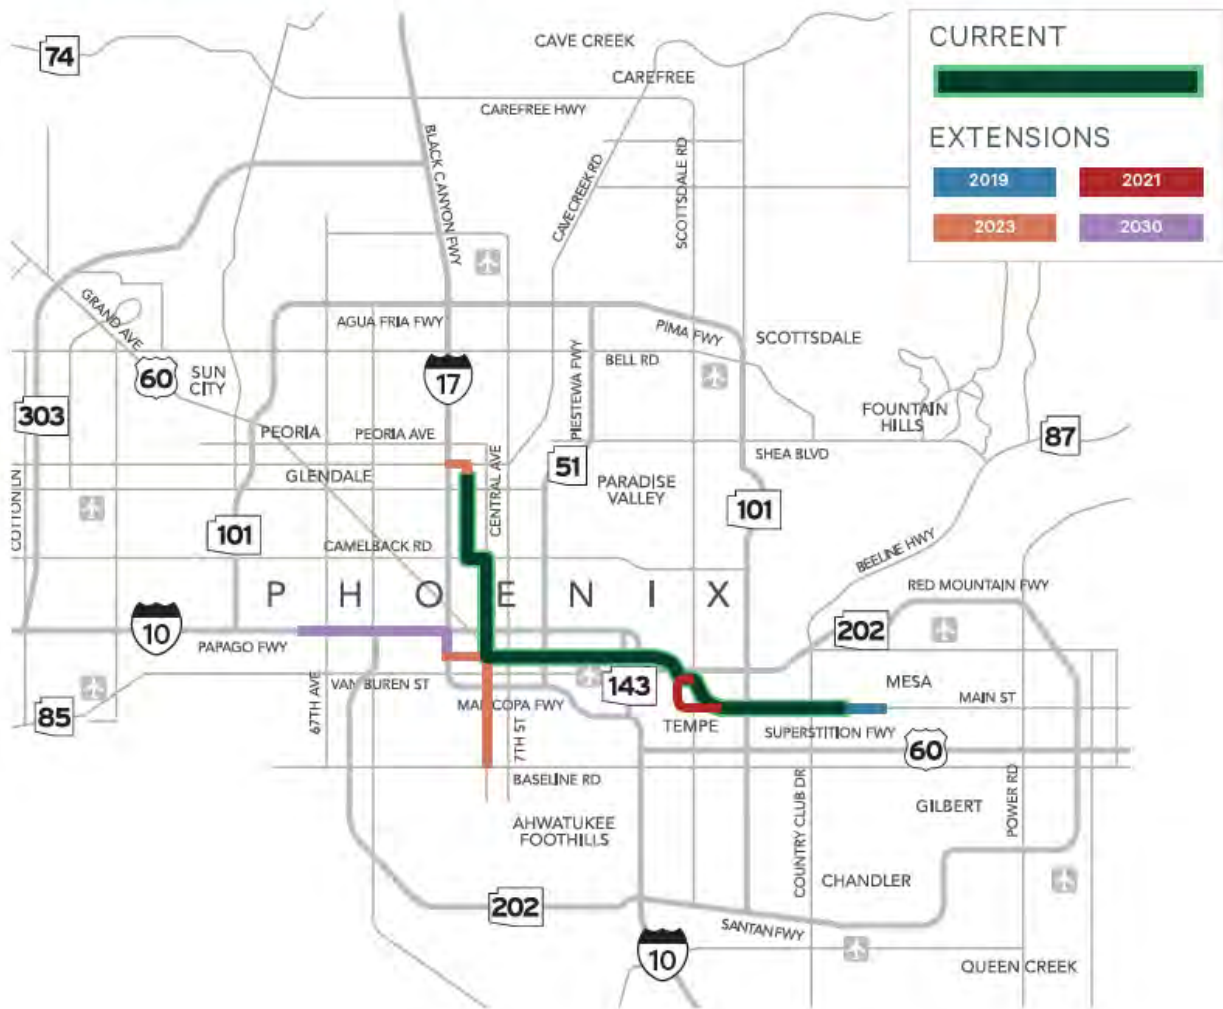 CURRENT
EXTENSIONS
2019
2021
2023
2030
74
CAVE CREEK
CAREFREE
CAREFREE HWY
BLACK CANYON FWY
CAVECREEK RD
SCOTTSDALE RD
GRAND AVE
AGUA FRIA FWY
PIMA FWY
SCOTTSDALE
60
SUN
CITY
17
PIESTEWA FWY
BELL RD
303
FOUNTAIN
HILLS
87
PEORIA
PEORIA AVE
CENTRAL AVE
51
SHEA BLVD
GLENDALE
PARADISE
VALLEY
COTTON LN
101
101
CAMELBACK RD
BEELINE HWY
RED MOUNTAIN FWY
PHOENIX
10
PAPAGO FWY
202
67TH AVE
VAN BUREN ST
143
MESA
MAIN ST
85
MARICOPA FWY
7TH ST
TEMPE
SUPERSTITION FWY
60
BASELINE RD
COUNTRY CLUB DR
POWER RD
GILBERT
AHWATUKEE
FOOTHILLS
CHANDLER
202
SANTAN FWY
10
QUEEN CREEK